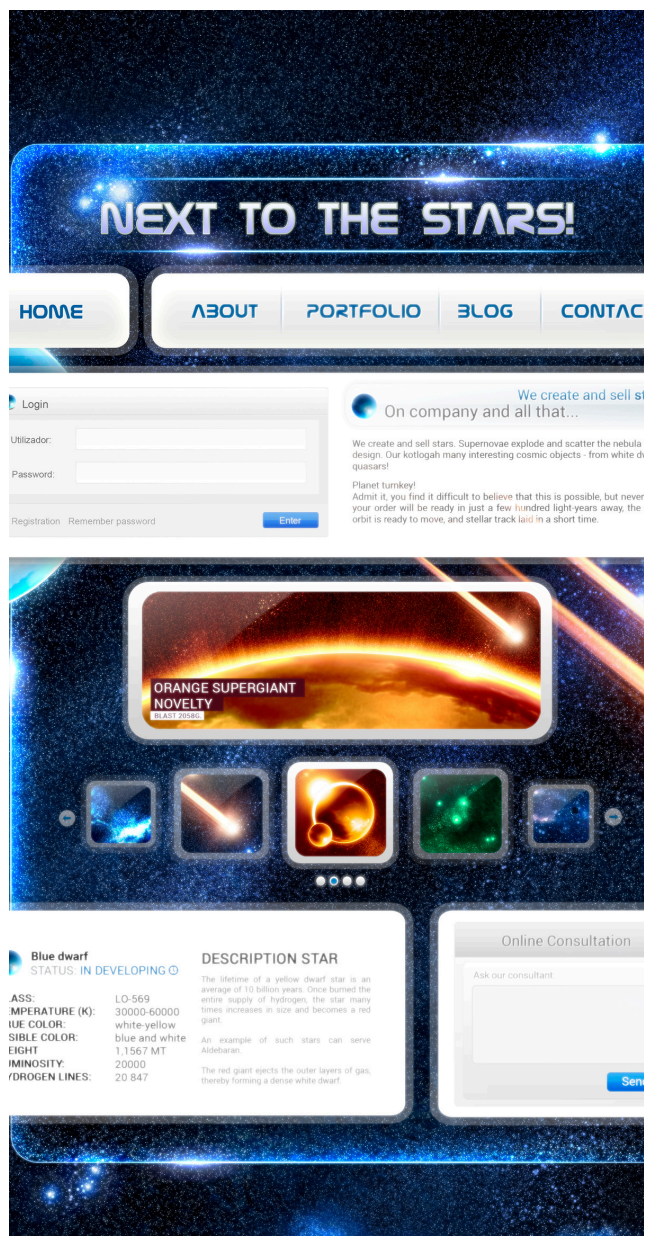 NEXT TO THE STARS!
HOME
ABOUT
PORTFOLIO
BLOG
CONTAC
Login
Utilizador:
Password:
Registration Remember password
Enter
We create and sell st
On company and all that...
We create and sell stars. Supernovae explode and scatter the nebula
design. Our kotlogah many interesting cosmic objects - from white dw
quasars!
Planet turnkey!
Admit it, you find it difficult to believe that this is possible, but never
your order will be ready in just a few hundred light-years away, the
orbit is ready to move, and stellar track laid in a short time.
ORANGE SUPERGIANT
NOVELTY
BLAST 2058G
Blue dwarf
STATUS: IN DEVELOPING
LASS: LO-569
EMPERATURE (K): 30000-60000
RUE COLOR: white-yellow
SIBLE COLOR: blue and white
EIGHT 1,1567 MT
UMINOSITY: 20000
YDROGEN LINES: 20 847
DESCRIPTION STAR
The lifetime of a yellow dwarf star is an
average of 10 billion years. Once burned the
entire supply of hydrogen, the star many
times increases in size and becomes a red
giant.
An example of such stars can serve
Aldebaran.
The red giant ejects the outer layers of gas,
thereby forming a dense white dwarf.
Online Consultation
Ask our consultant:
Send